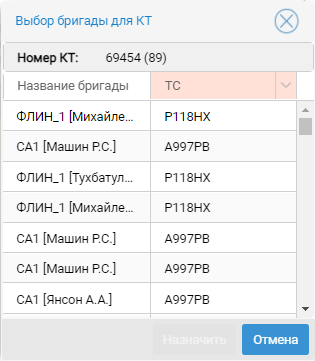 Выбор бригады для КТ
Номер КТ: 69454 (89)
Название бригады ТС
ФЛИН_1 [Михайле... Р118НХ
СА1 [Машин Р.С.] А997РВ
ФЛИН_1 [Тухбатул... Р118НХ
ФЛИН_1 [Михайле... Р118НХ
СА1 [Машин Р.С.] А997РВ
СА1 [Машин Р.С.] А997РВ
СА1 [Янсон А.А.] А997РВ
Назначить Отмена